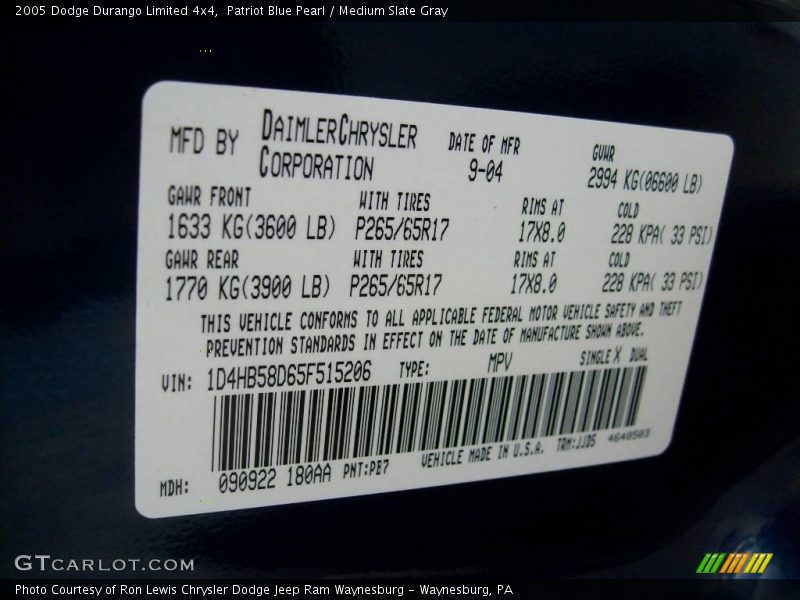 2005 Dodge Durango Limited 4x4,  Patriot Blue Pearl / Medium Slate Gray
MFD BY DAIMLERCHRYSLER CORPORATION DATE OF MFR 9-04 GVWR 2994 KG(06600 LB)
GAWR FRONT WITH TIRES RIMS AT COLD
1633 KG(3600 LB) P265/65R17 17X8.0 228 KPA( 33 PSI)
GAWR REAR WITH TIRES RIMS AT COLD
1770 KG(3900 LB) P265/65R17 17X8.0 228 KPA( 33 PSI)
THIS VEHICLE CONFORMS TO ALL APPLICABLE FEDERAL MOTOR VEHICLE SAFETY AND THEFT
PREVENTION STANDARDS IN EFFECT ON THE DATE OF MANUFACTURE SHOWN ABOVE.
VIN: 1D4HB58D65F515206 TYPE: MPV SINGLE X DUAL
MDH: 090922 180AA PNT:PB7 VEHICLE MADE IN U.S.A. TRM:JJD5 4648503
GTCARLOT.COM
Photo Courtesy of Ron Lewis Chrysler Dodge Jeep Ram Waynesburg - Waynesburg, PA